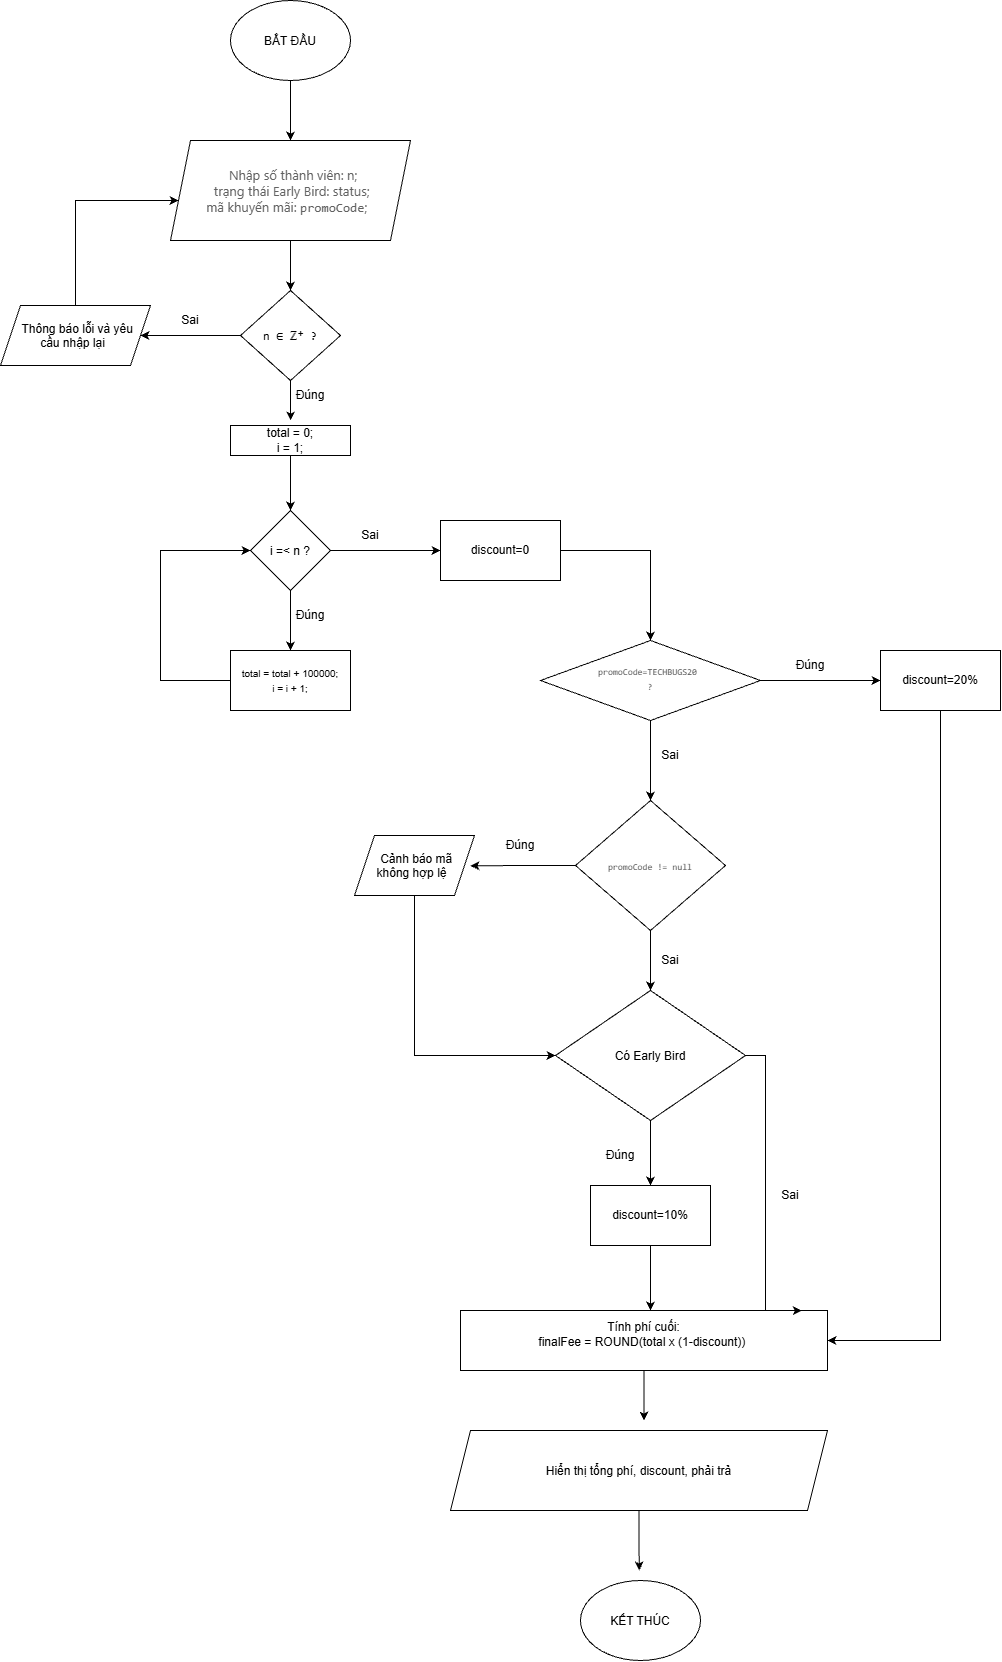 BẮT ĐẦU
Nhập số thành viên: n;
trạng thái Early Bird: status;
mã khuyến mãi: promoCode;
Thông báo lỗi và yêu
cầu nhập lại
Sai
n ∈ Z⁺ ?
Đúng
total = 0;
i = 1;
i =< n ?
Sai
discount=0
Đúng
total = total + 100000;
i = i + 1;
promoCode=TECHBUGS20
?
Đúng
discount=20%
Sai
promoCode != null
Đúng
Cảnh báo mã
không hợp lệ
Sai
Có Early Bird
Đúng
Sai
discount=10%
Tính phí cuối:
finalFee = ROUND(total x (1-discount))
Hiển thị tổng phí, discount, phải trả
KẾT THÚC